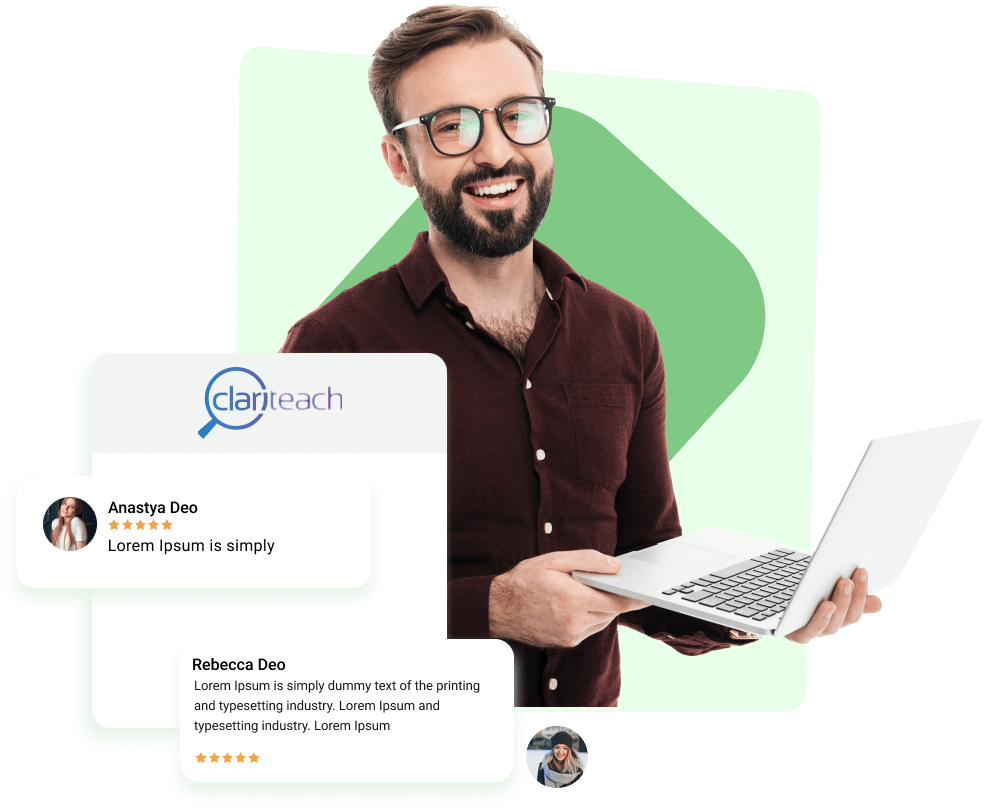 clariteach
Anastya Deo
Lorem Ipsum is simply
Rebecca Deo
Lorem Ipsum is simply dummy text of the printing
and typesetting industry. Lorem Ipsum and
typesetting industry. Lorem Ipsum